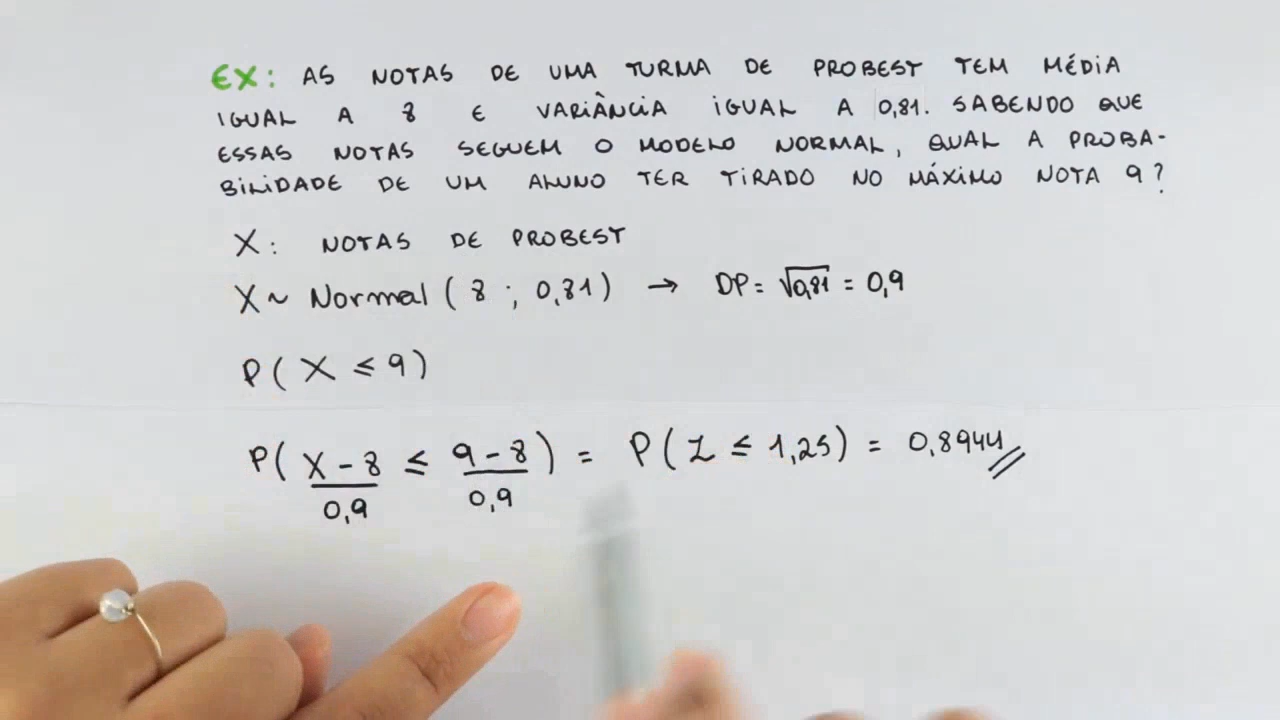 EX: AS NOTAS DE UMA TURMA DE PROBEST TEM MÉDIA
IGUAL A 8 E VARIÂNCIA IGUAL A 0,81. SABENDO QUE
ESSAS NOTAS SEGUEM O MODELO NORMAL, QUAL A PROBA-
BILIDADE DE UM ALUNO TER TIRADO NO MÁXIMO NOTA 9?
X: NOTAS DE PROBEST
X ~ Normal (8 ; 0,81) → DP = √0,81 = 0,9
P(X ≤ 9)
P((X - 8)/0,9 ≤ (9 - 8)/0,9) = P(Z ≤ 1,25) = 0,8944//